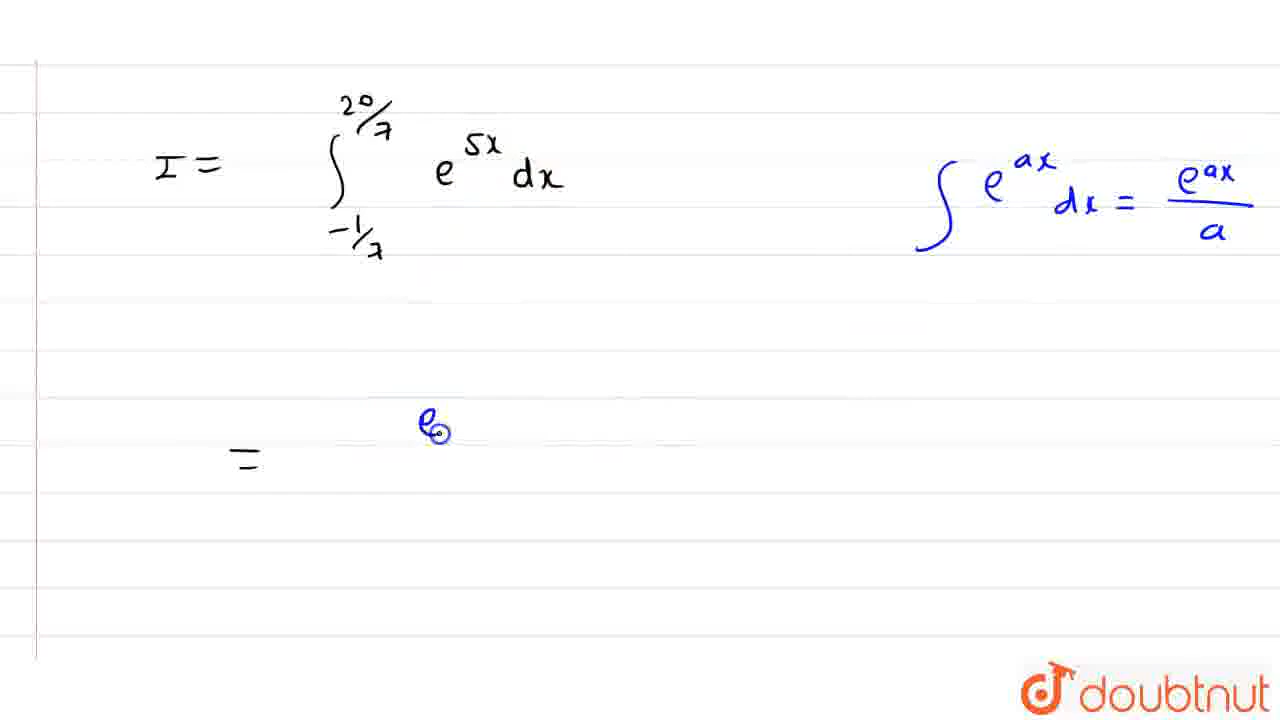 I = ∫_{-1/7}^{20/7} e^{5x} dx
∫ e^{ax} dx = e^{ax}/a
= e
doubtnut